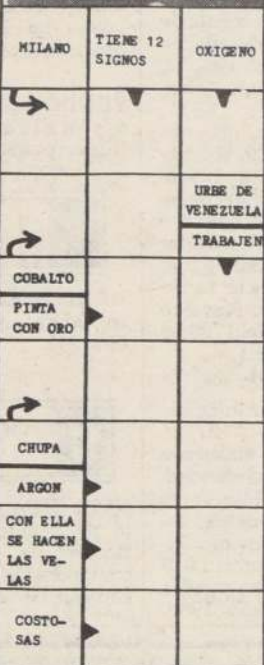 MILANO
TIENE 12
SIGNOS
OXIGENO
URBE DE
VENEZUELA
TRABAJEN
COBALTO
PINTA
CON ORO
CHUPA
ARGON
CON ELLA
SE HACEN
LAS VE-
LAS
COSTO-
SAS